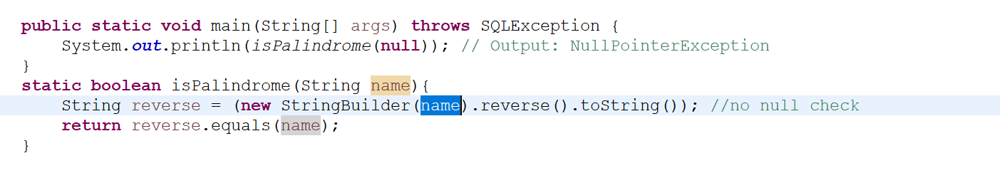 public static void main(String[] args) throws SQLException {
    System.out.println(isPalindrome(null)); // Output: NullPointerException
}
static boolean isPalindrome(String name){
    String reverse = (new StringBuilder(name).reverse().toString()); //no null check
    return reverse.equals(name);
}